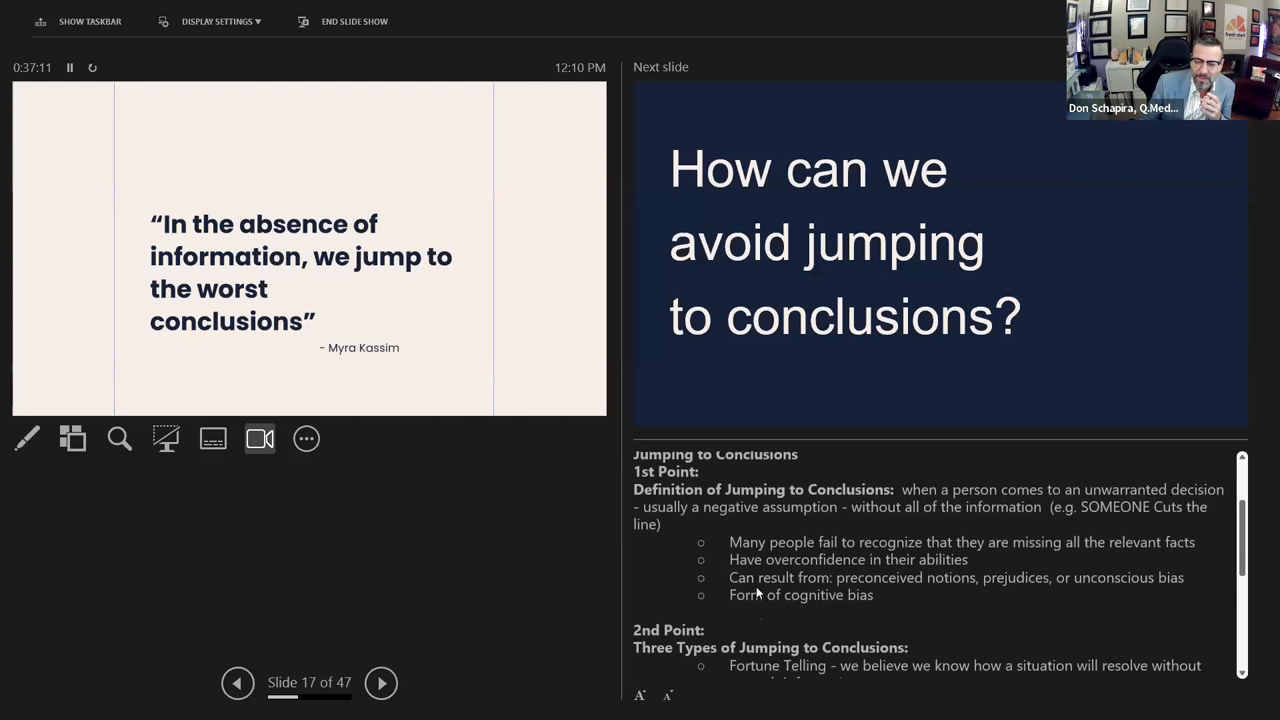 SHOW TASKBAR
DISPLAY SETTINGS ▼
END SLIDE SHOW
0:37:11
12:10 PM
Next slide
fresh start
Don Schapira, Q.Med...
“In the absence of
information, we jump to
the worst
conclusions”
- Myra Kassim
How can we
avoid jumping
to conclusions?
Slide 17 of 47
Jumping to Conclusions
1st Point:
Definition of Jumping to Conclusions: when a person comes to an unwarranted decision
- usually a negative assumption - without all of the information (e.g. SOMEONE Cuts the
line)
○ Many people fail to recognize that they are missing all the relevant facts
○ Have overconfidence in their abilities
○ Can result from: preconceived notions, prejudices, or unconscious bias
○ Form of cognitive bias
2nd Point:
Three Types of Jumping to Conclusions:
○ Fortune Telling - we believe we know how a situation will resolve without
A A